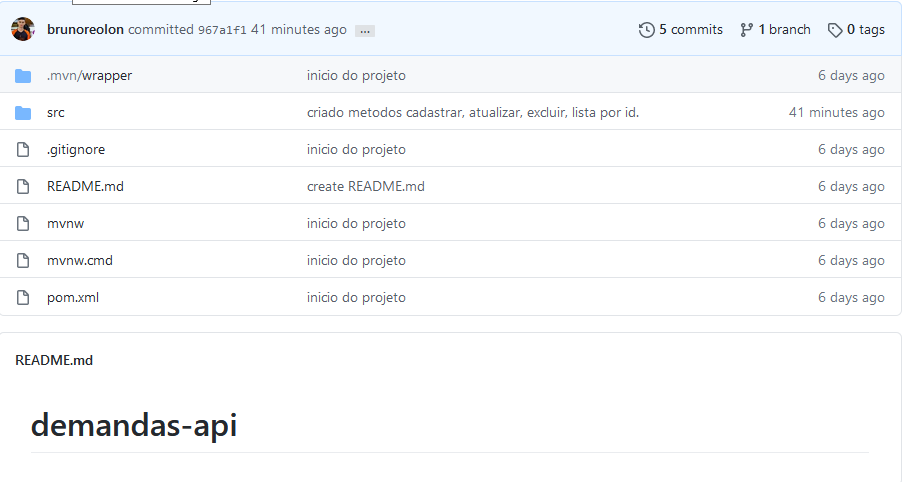 brunoreolon committed 967a1f1 41 minutes ago ... 5 commits 1 branch 0 tags
.mvn/wrapper inicio do projeto 6 days ago
src criado metodos cadastrar, atualizar, excluir, lista por id. 41 minutes ago
.gitignore inicio do projeto 6 days ago
README.md create README.md 6 days ago
mvnw inicio do projeto 6 days ago
mvnw.cmd inicio do projeto 6 days ago
pom.xml inicio do projeto 6 days ago
README.md
demandas-api